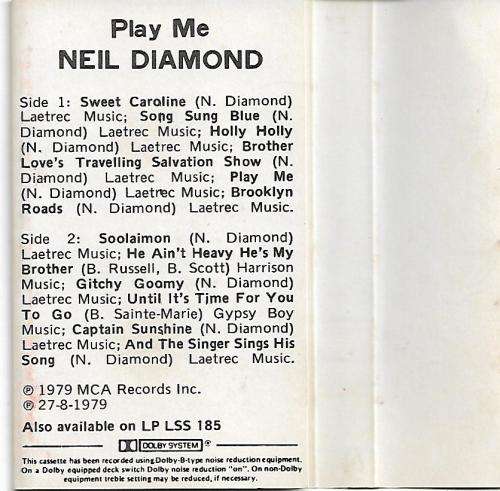 Play Me
NEIL DIAMOND
Side 1: Sweet Caroline (N. Diamond)
Laetrec Music; Song Sung Blue (N.
Diamond) Laetrec Music; Holly Holly
(N. Diamond) Laetrec Music; Brother
Love's Travelling Salvation Show (N.
Diamond) Laetrec Music; Play Me
(N. Diamond) Laetrec Music; Brooklyn
Roads (N. Diamond) Laetrec Music.
Side 2: Soolaimon (N. Diamond)
Laetrec Music; He Ain't Heavy He's My
Brother (B. Russell, B. Scott) Harrison
Music; Gitchy Goomy (N. Diamond)
Laetrec Music; Until It's Time For You
To Go (B. Sainte-Marie) Gypsy Boy
Music; Captain Sunshine (N. Diamond)
Laetrec Music; And The Singer Sings His
Song (N. Diamond) Laetrec Music.
℗ 1979 MCA Records Inc.
℗ 27-8-1979
Also available on LP LSS 185
DOLBY SYSTEM ®
This cassette has been recorded using Dolby-B-type noise reduction equipment.
On a Dolby equipped deck switch Dolby noise reduction "on". On non-Dolby
equipment treble setting may be reduced, if necessary.